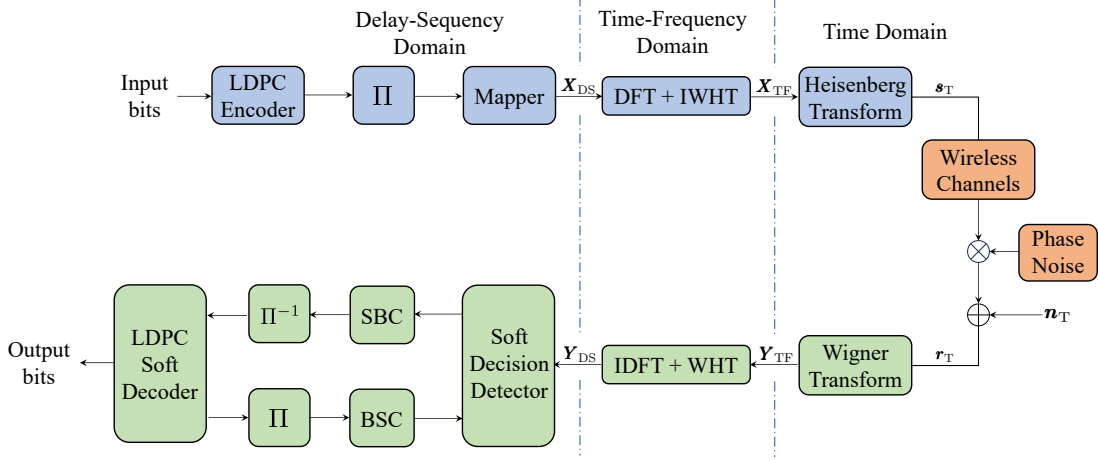 Delay-Sequency
Domain
Time-Frequency
Domain
Time Domain
Input
bits
LDPC
Encoder
Π
Mapper
X_DS
DFT + IWHT
X_TF
Heisenberg
Transform
s_T
Wireless
Channels
Phase
Noise
n_T
r_T
Wigner
Transform
Y_TF
IDFT + WHT
Y_DS
Soft
Decision
Detector
SBC
Π⁻¹
LDPC
Soft
Decoder
Π
BSC
Output
bits